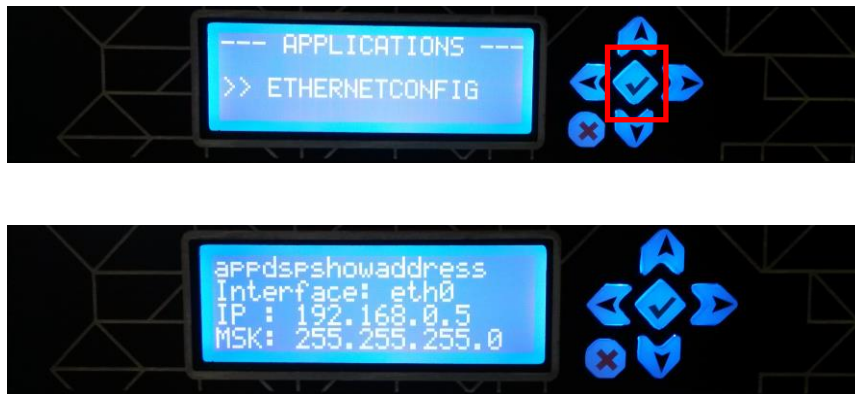 --- APPLICATIONS ---
>> ETHERNETCONFIG
appdspshowaddress
Interface: eth0
IP : 192.168.0.5
MSK: 255.255.255.0